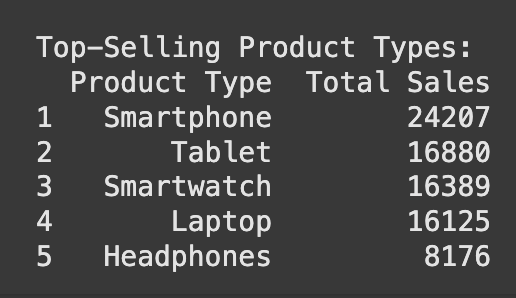 Top-Selling Product Types:
Product Type Total Sales
1 Smartphone 24207
2 Tablet 16880
3 Smartwatch 16389
4 Laptop 16125
5 Headphones 8176